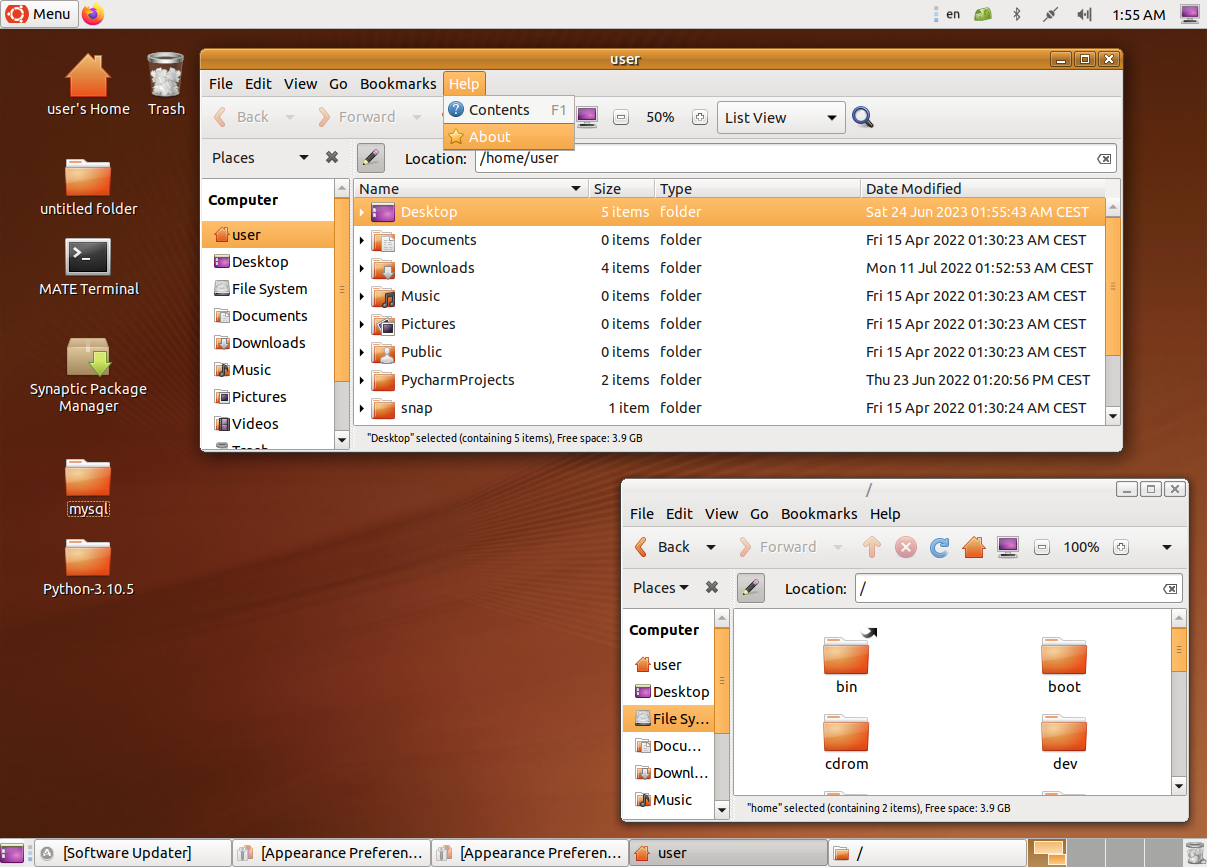 Menu
en
1:55 AM
user's Home
Trash
untitled folder
MATE Terminal
Synaptic Package
Manager
mysql
Python-3.10.5
user
File Edit View Go Bookmarks Help
Contents F1
About
Back Forward 50% List View
Places Location: /home/user
Computer
user
Desktop
File System
Documents
Downloads
Music
Pictures
Videos
Trash
Name Size Type Date Modified
Desktop 5 items folder Sat 24 Jun 2023 01:55:43 AM CEST
Documents 0 items folder Fri 15 Apr 2022 01:30:23 AM CEST
Downloads 4 items folder Mon 11 Jul 2022 01:52:53 AM CEST
Music 0 items folder Fri 15 Apr 2022 01:30:23 AM CEST
Pictures 0 items folder Fri 15 Apr 2022 01:30:23 AM CEST
Public 0 items folder Fri 15 Apr 2022 01:30:23 AM CEST
PycharmProjects 2 items folder Thu 23 Jun 2022 01:20:56 PM CEST
snap 1 item folder Fri 15 Apr 2022 01:30:24 AM CEST
"Desktop" selected (containing 5 items), Free space: 3.9 GB
/
File Edit View Go Bookmarks Help
Back Forward 100%
Places Location: /
Computer
user
Desktop
File Sy...
Docu...
Downl...
Music
bin boot
cdrom dev
"home" selected (containing 2 items), Free space: 3.9 GB
[Software Updater] [Appearance Preferen... [Appearance Preferen... user /